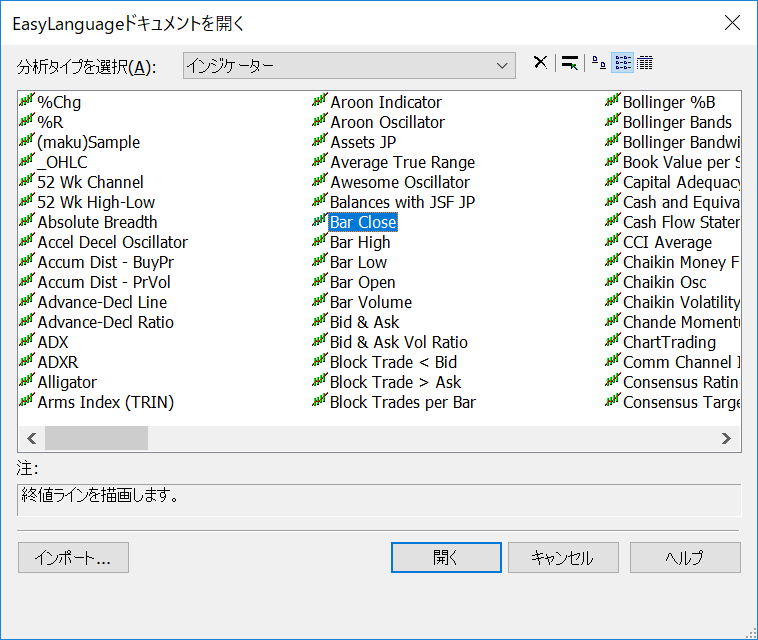 EasyLanguageドキュメントを開く
分析タイプを選択(A):
インジケーター
%Chg
%R
(maku)Sample
_OHLC
52 Wk Channel
52 Wk High-Low
Absolute Breadth
Accel Decel Oscillator
Accum Dist - BuyPr
Accum Dist - PrVol
Advance-Decl Line
Advance-Decl Ratio
ADX
ADXR
Alligator
Arms Index (TRIN)
Aroon Indicator
Aroon Oscillator
Assets JP
Average True Range
Awesome Oscillator
Balances with JSF JP
Bar Close
Bar High
Bar Low
Bar Open
Bar Volume
Bid & Ask
Bid & Ask Vol Ratio
Block Trade < Bid
Block Trade > Ask
Block Trades per Bar
Bollinger %B
Bollinger Bands
Bollinger Bandwi
Book Value per S
Capital Adequacy
Cash and Equiva
Cash Flow Stater
CCI Average
Chaikin Money F
Chaikin Osc
Chaikin Volatility
Chande Moment
ChartTrading
Comm Channel I
Consensus Ratin
Consensus Targe
注:
終値ラインを描画します。
インポート...
開く
キャンセル
ヘルプ